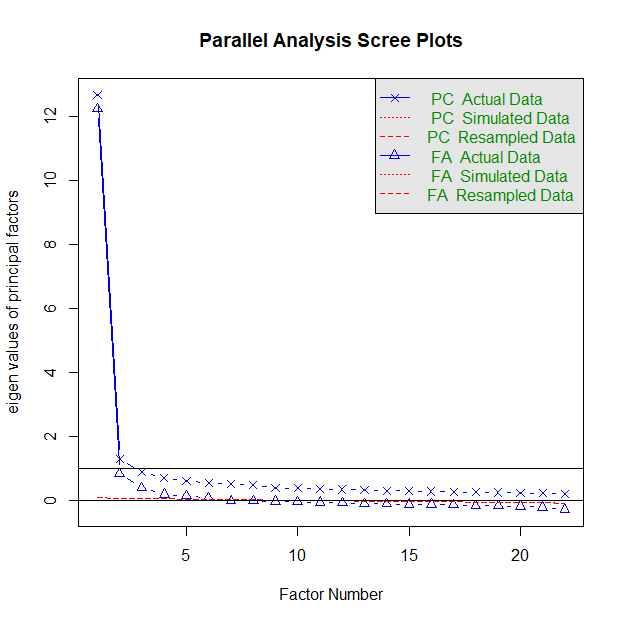 Parallel Analysis Scree Plots
PC Actual Data
PC Simulated Data
PC Resampled Data
FA Actual Data
FA Simulated Data
FA Resampled Data
eigen values of principal factors
12
10
8
6
4
2
0
5 10 15 20
Factor Number